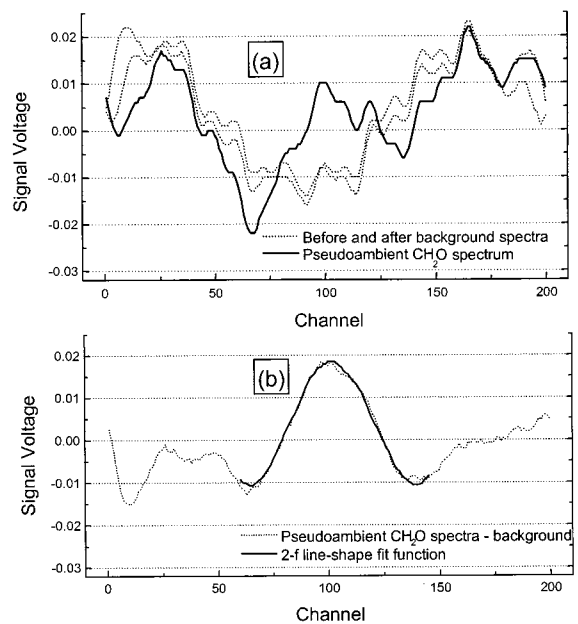 (a)
0.02
0.01
0.00
-0.01
-0.02
-0.03
Signal Voltage
Before and after background spectra
Pseudoambient CH2O spectrum
0
50
100
150
200
Channel
(b)
0.02
0.01
0.00
-0.01
-0.02
-0.03
Signal Voltage
Pseudoambient CH2O spectra - background
2-f line-shape fit function
0
50
100
150
200
Channel